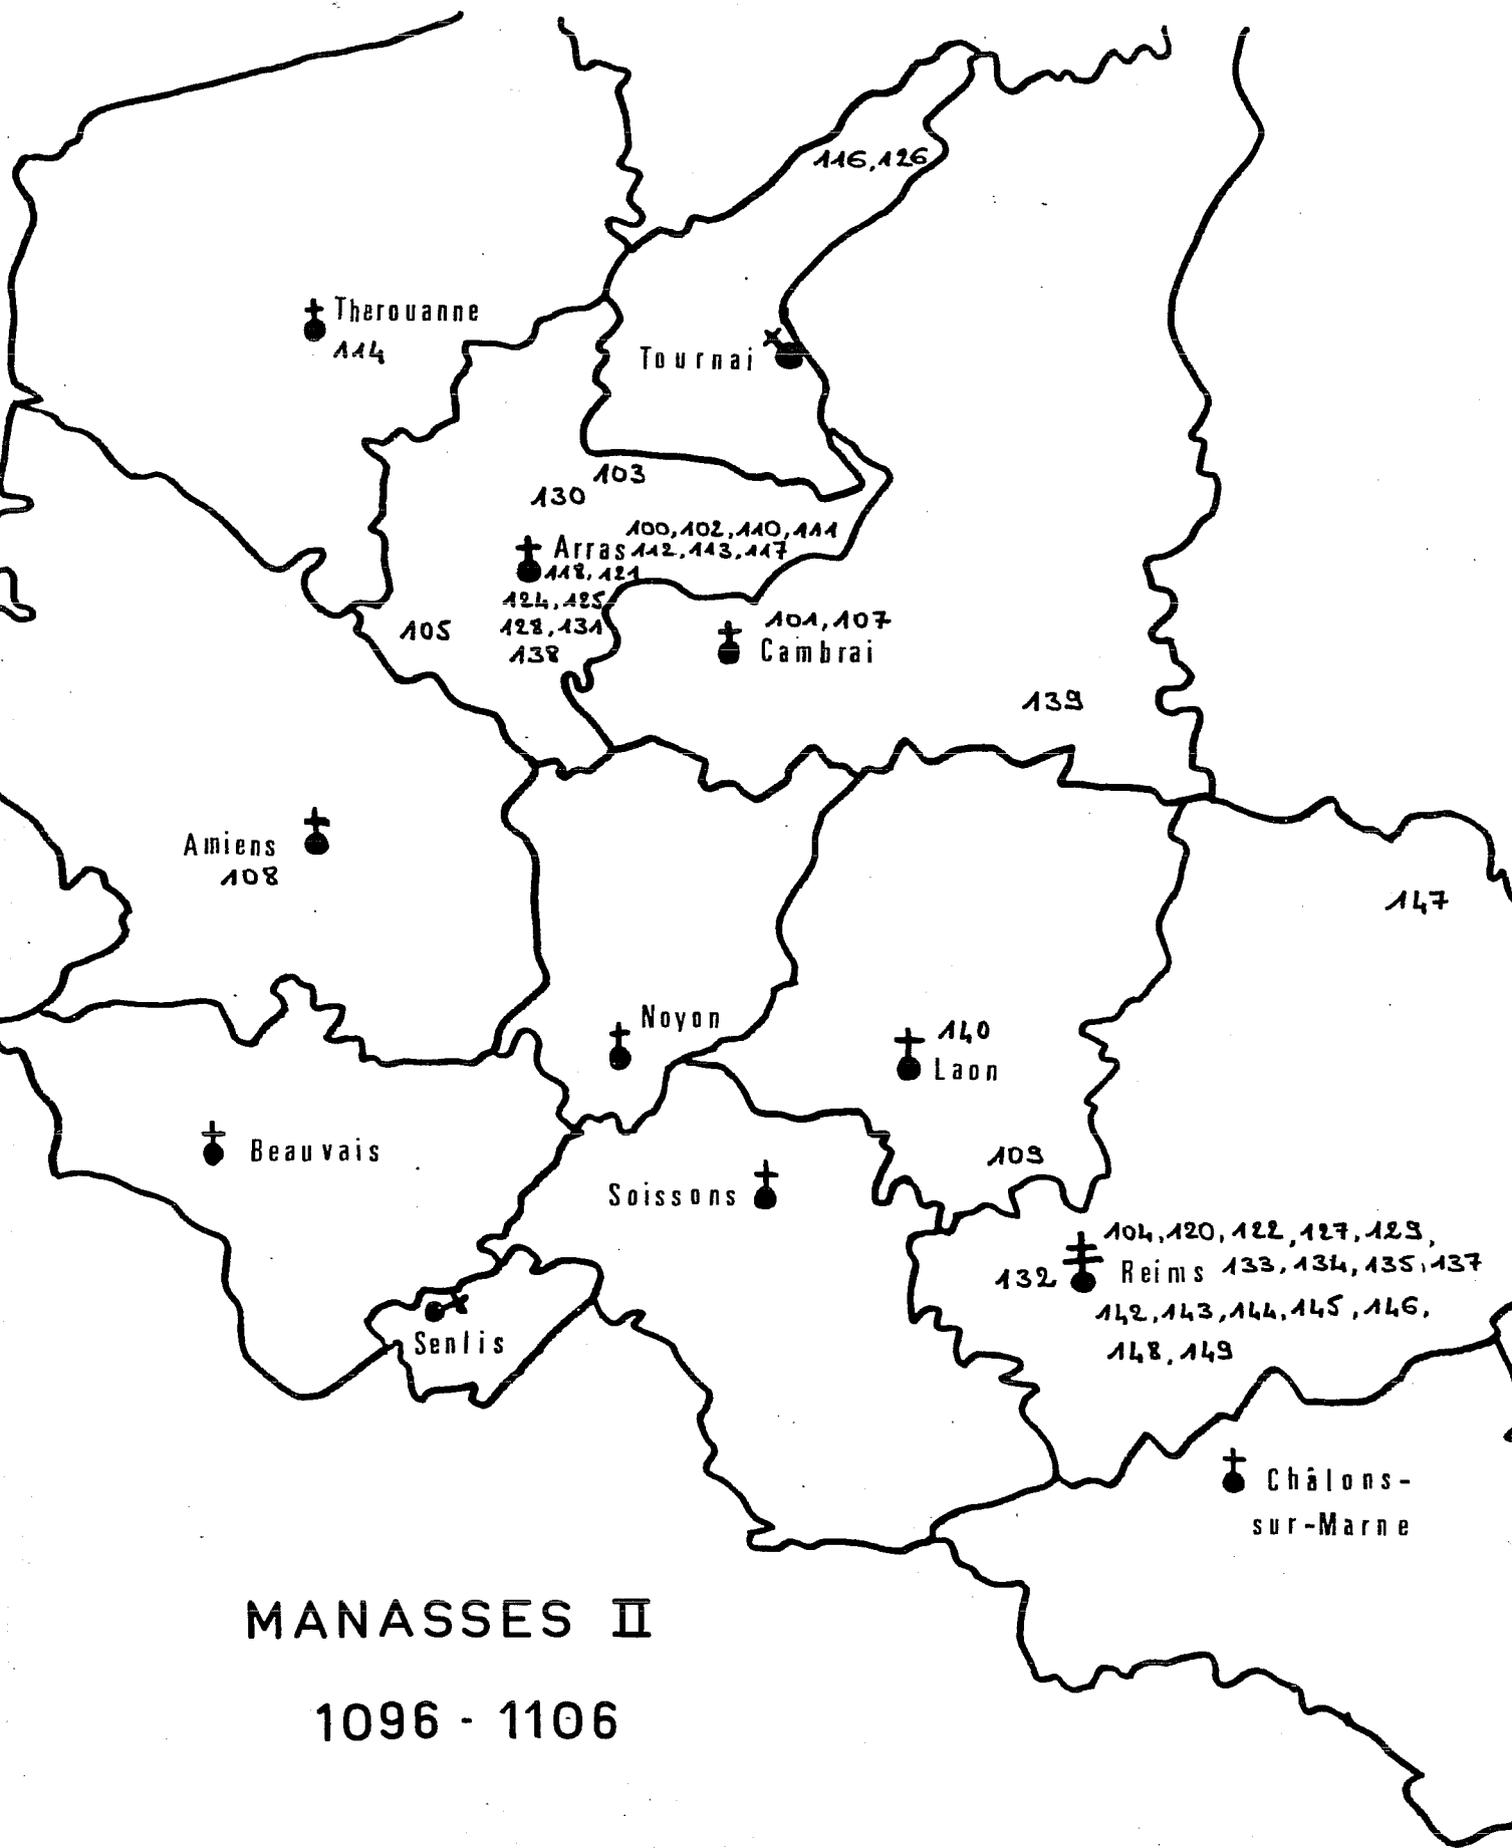 116,126
Therouanne
114
Tournai
103
130
100,102,110,111
Arras 112,113,117
118,121
124,125
128,131
138
105
101,107
Cambrai
139
Amiens
108
147
Noyon
140
Laon
Beauvais
109
Soissons
104,120,122,127,129,
132 Reims 133,134,135,137
142,143,144,145,146,
148,149
Senlis
Châlons-
sur-Marne
MANASSES II
1096 - 1106